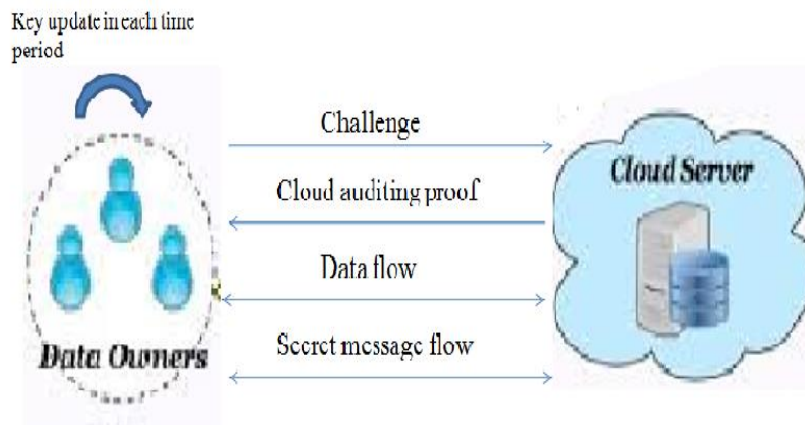 Key update in each time
period
Challenge
Cloud Server
Cloud auditing proof
Data flow
Data Owners
Secret message flow